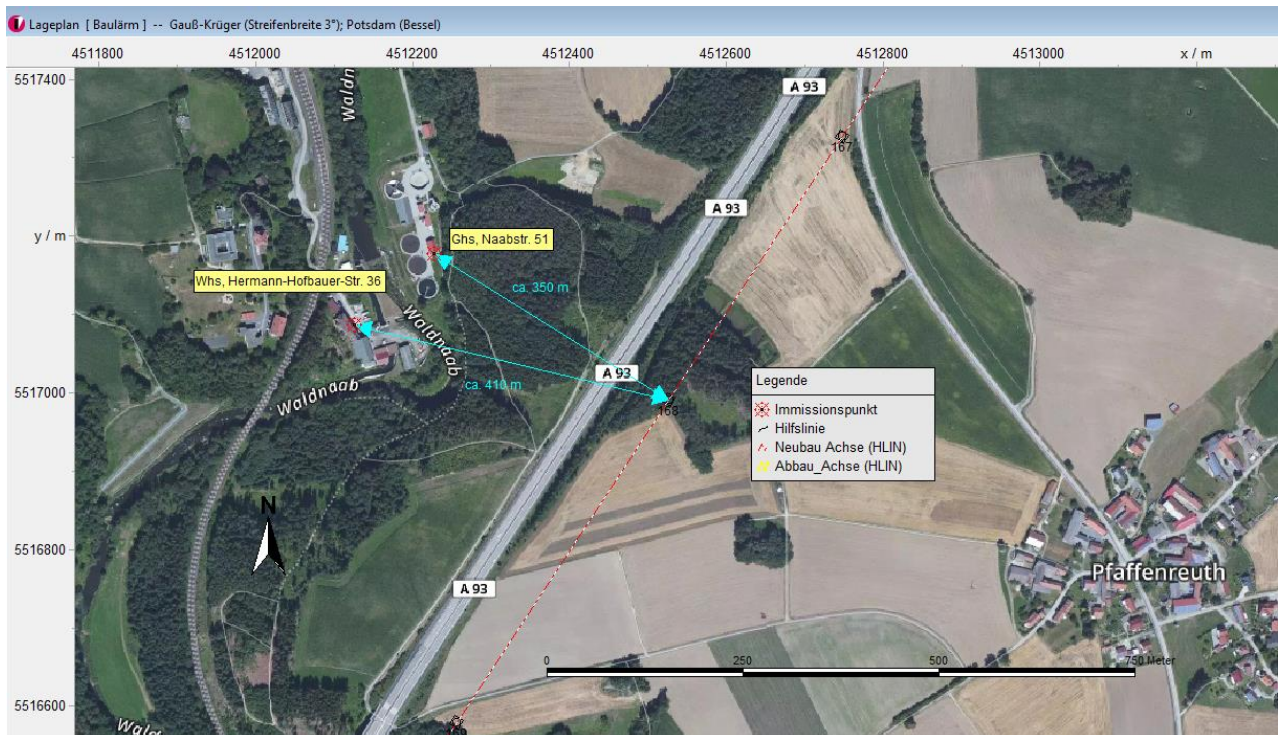 Lageplan [ Baulärm ] -- Gauß-Krüger (Streifenbreite 3°); Potsdam (Bessel)
4511800 4512000 4512200 4512400 4512600 4512800 4513000 x / m
5517400
A 93
Waldn
167
A 93
y / m
Ghs, Naabstr. 51
Whs, Hermann-Hofbauer-Str. 36
ca. 350 m
Waldnaab
A 93
ca. 410 m
Waldnaab
5517000
168
Legende
Immissionspunkt
Hilfslinie
Neubau Achse (HLIN)
Abbau_Achse (HLIN)
N
5516800
Pfaffenreuth
A 93
0 250 500 750 Meter
5516600
Waldn